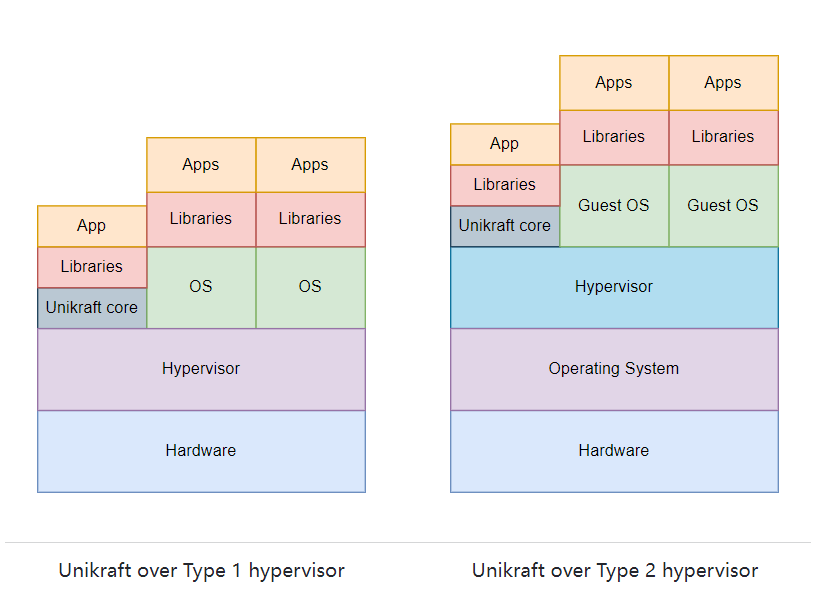 Apps Apps
App
Libraries Libraries
Libraries
Unikraft core
OS OS
Hypervisor
Hardware
Unikraft over Type 1 hypervisor
Apps Apps
App
Libraries Libraries
Libraries
Unikraft core
Guest OS Guest OS
Hypervisor
Operating System
Hardware
Unikraft over Type 2 hypervisor